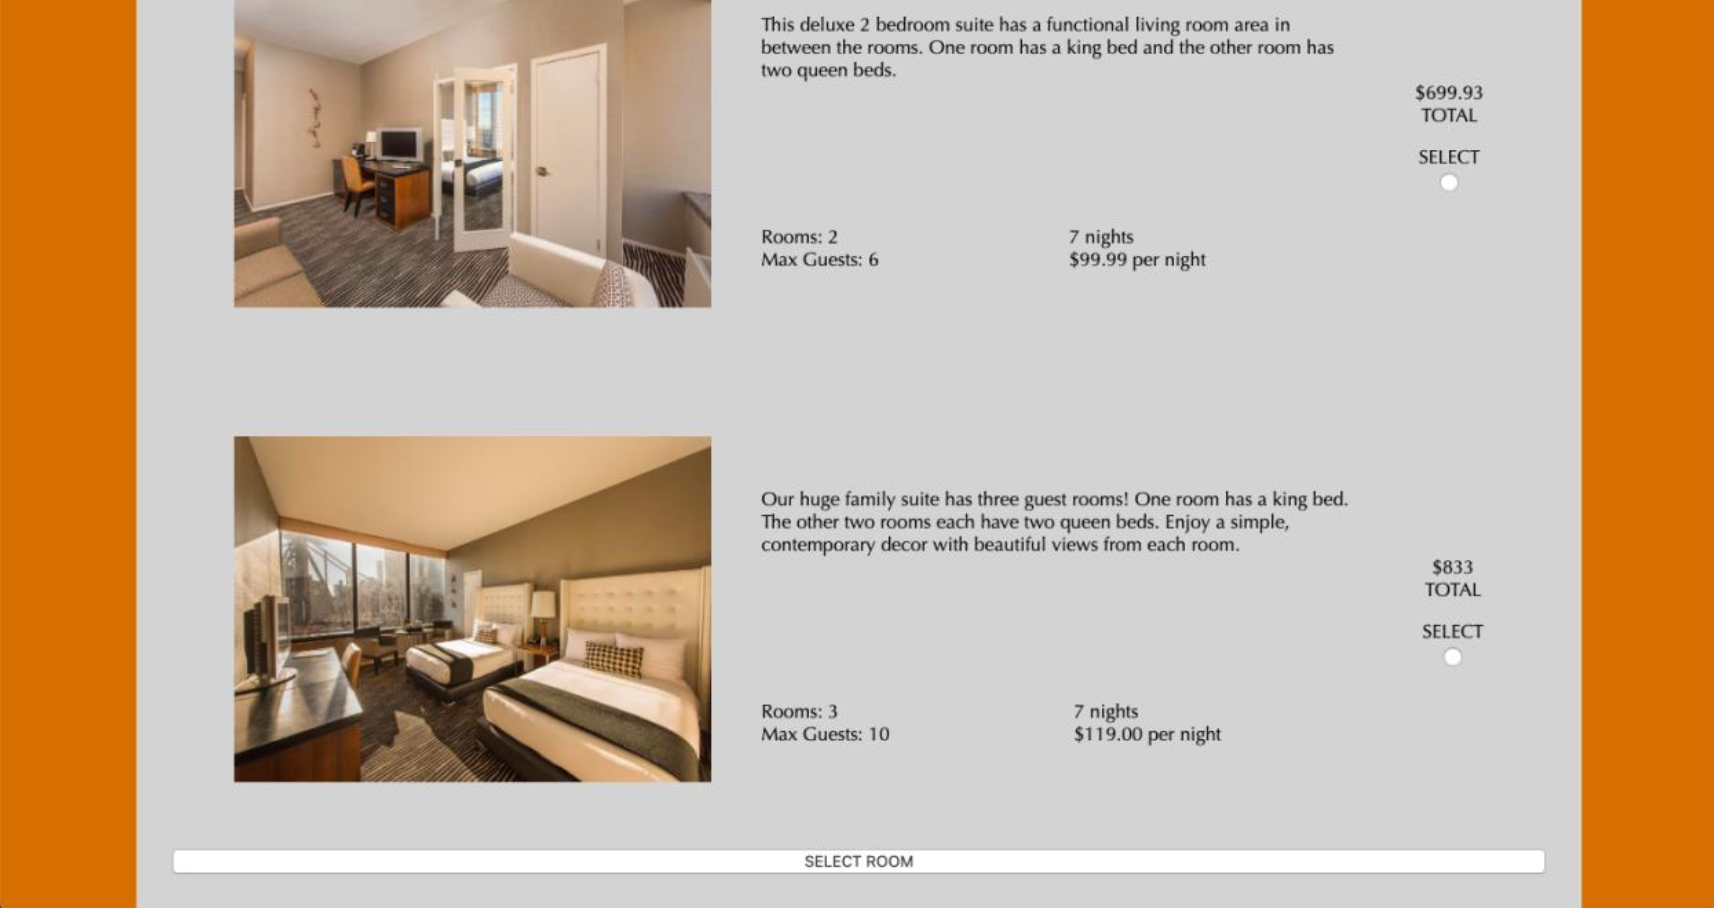 This deluxe 2 bedroom suite has a functional living room area in
between the rooms. One room has a king bed and the other room has
two queen beds.
$699.93
TOTAL
SELECT
Rooms: 2
7 nights
Max Guests: 6
$99.99 per night
Our huge family suite has three guest rooms! One room has a king bed.
The other two rooms each have two queen beds. Enjoy a simple,
contemporary decor with beautiful views from each room.
$833
TOTAL
SELECT
Rooms: 3
7 nights
Max Guests: 10
$119.00 per night
SELECT ROOM